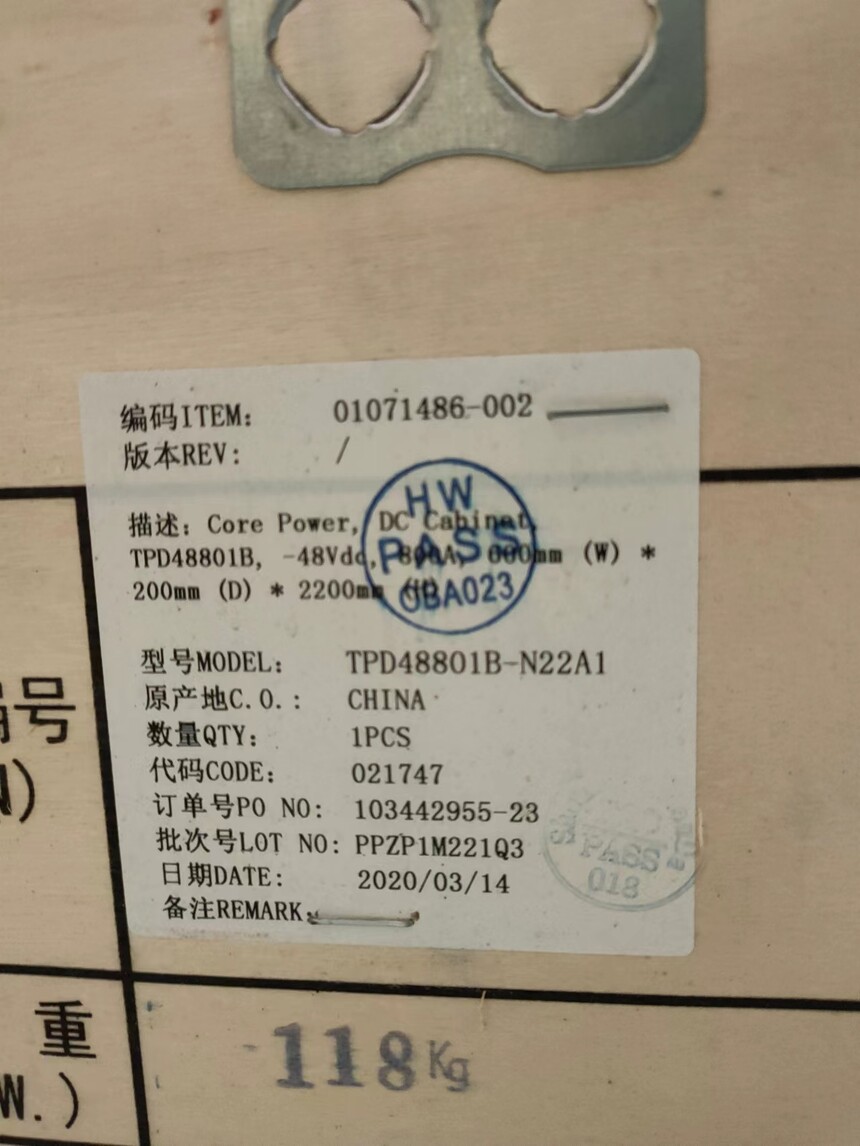 编码ITEM: 01071486-002
版本REV: /
描述: Core Power, DC Cabinat,
TPD48801B, -48Vdc, 800A, 600mm (W) *
200mm (D) * 2200mm (H)
HW
PASS
OBA023
型号MODEL: TPD48801B-N22A1
原产地C.O.: CHINA
数量QTY: 1PCS
代码CODE: 021747
订单号PO NO: 103442955-23
批次号LOT NO: PPZP1M221Q3
日期DATE: 2020/03/14
备注REMARK:
PASS
018
号
)
重
118Kg
W.)